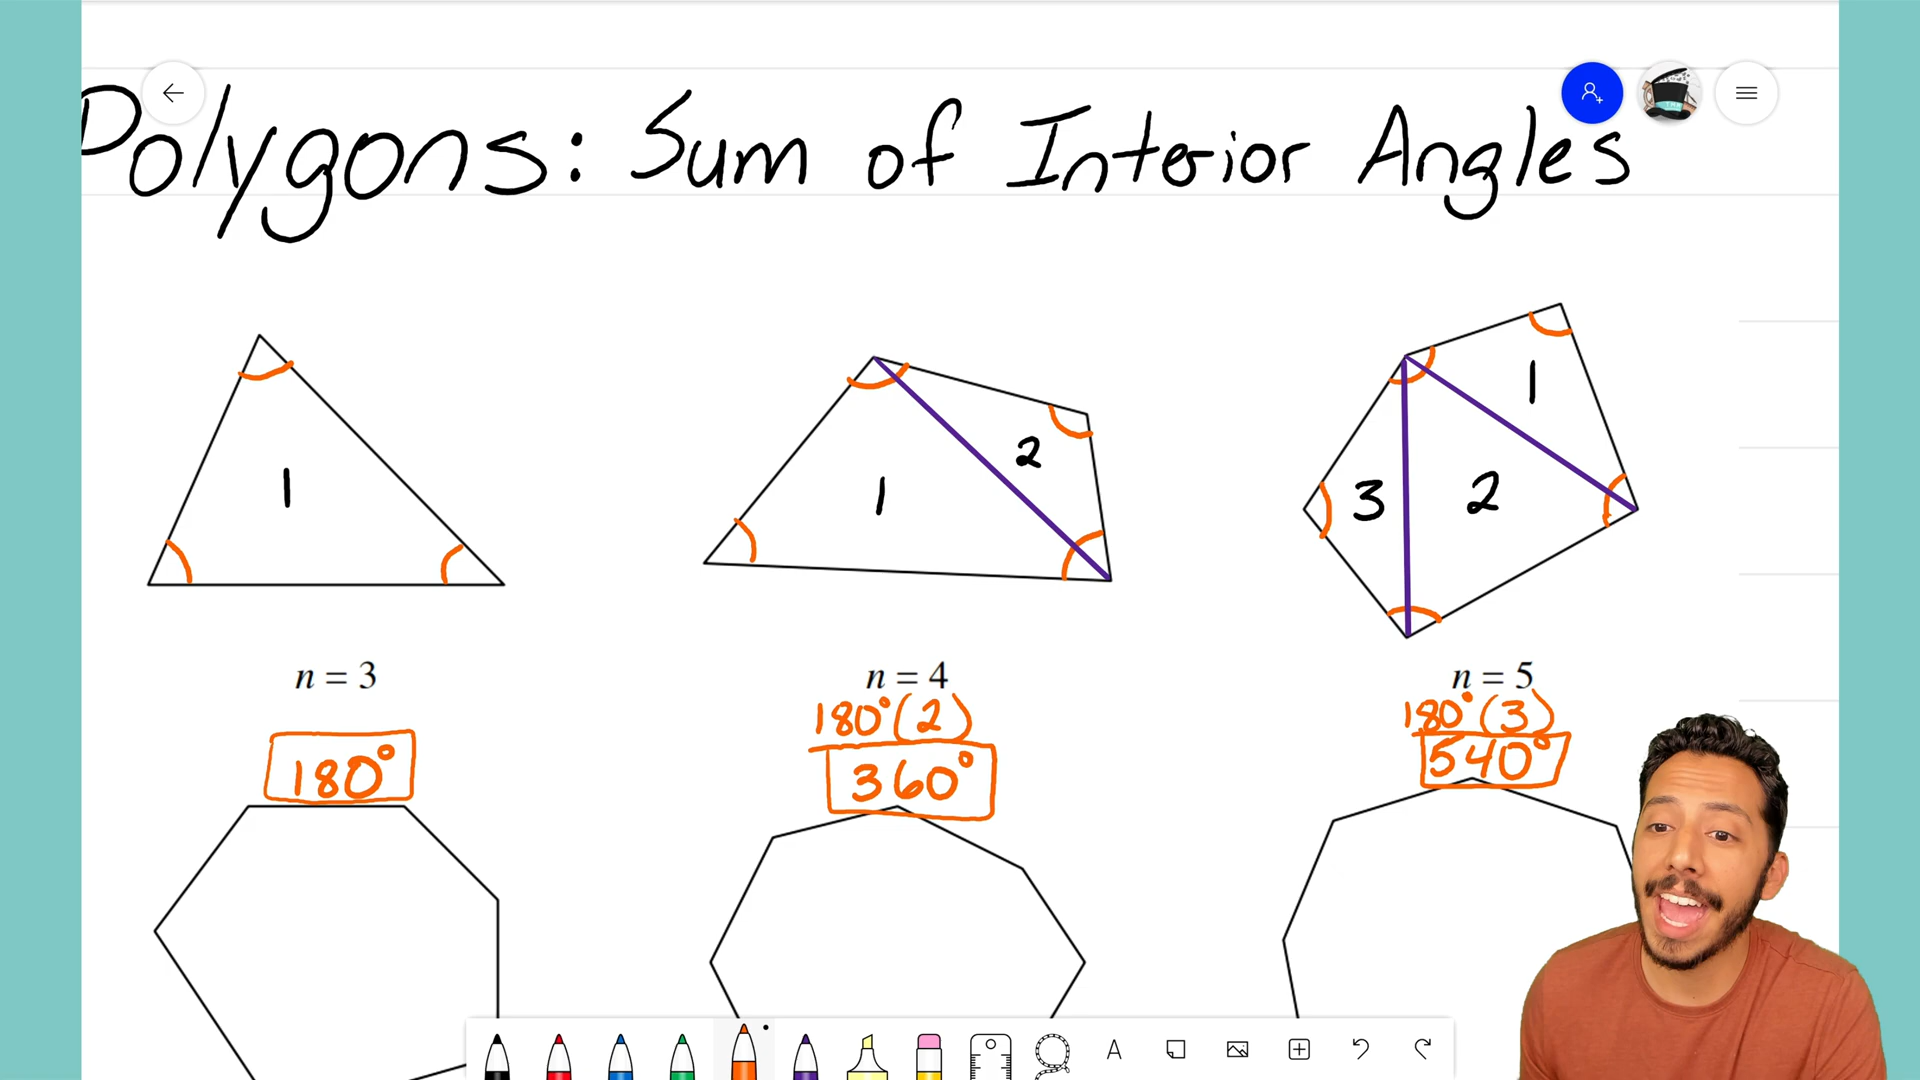 Polygons: Sum of Interior Angles
1
1
2
1
2
3
n = 3
n = 4
n = 5
180°
180°(2)
360°
180°(3)
540°
A